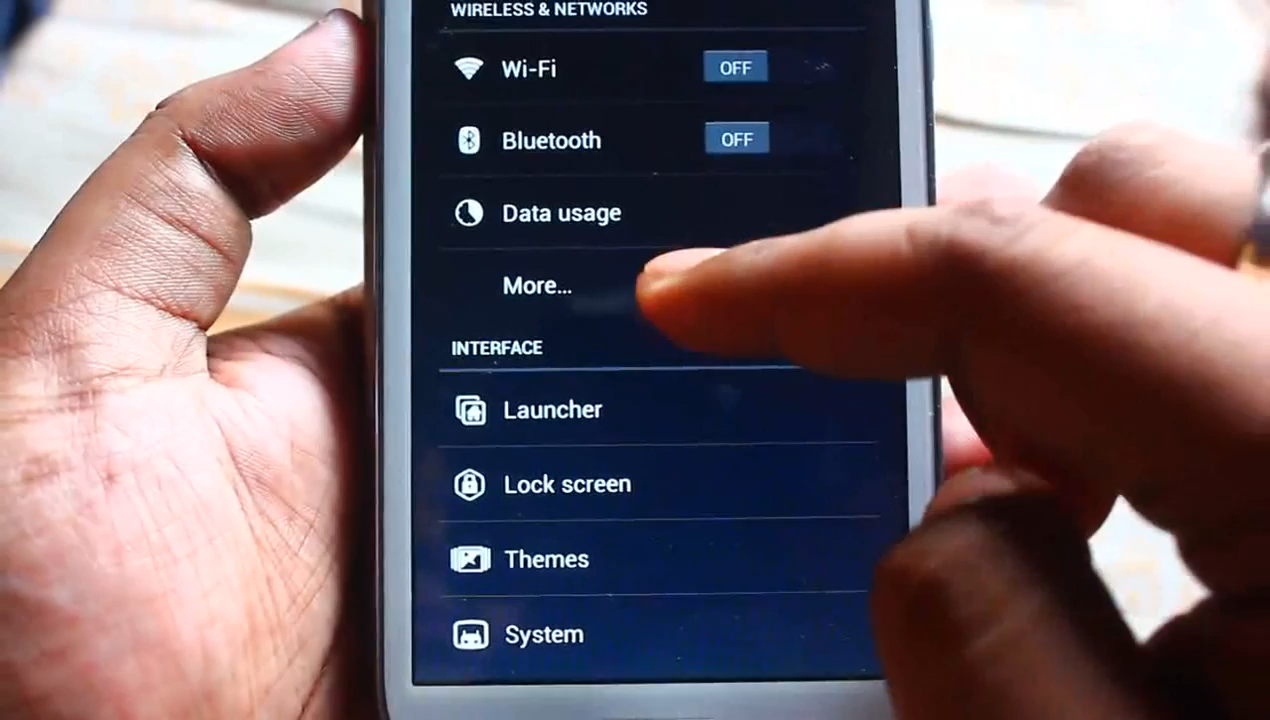 WIRELESS & NETWORKS
Wi-Fi OFF
Bluetooth OFF
Data usage
More...
INTERFACE
Launcher
Lock screen
Themes
System